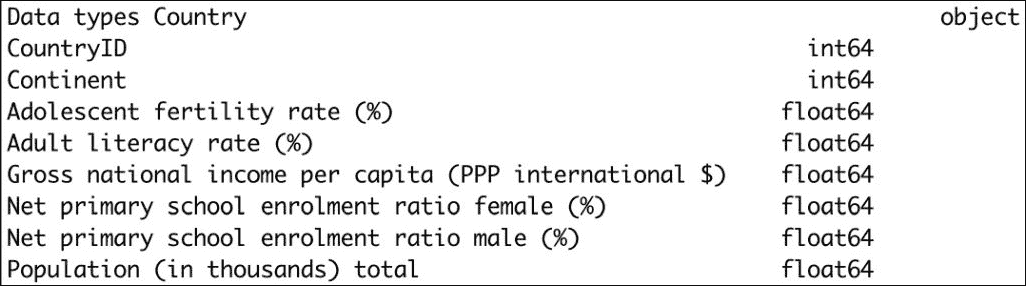 Data types Country object
CountryID int64
Continent int64
Adolescent fertility rate (%) float64
Adult literacy rate (%) float64
Gross national income per capita (PPP international $) float64
Net primary school enrolment ratio female (%) float64
Net primary school enrolment ratio male (%) float64
Population (in thousands) total float64